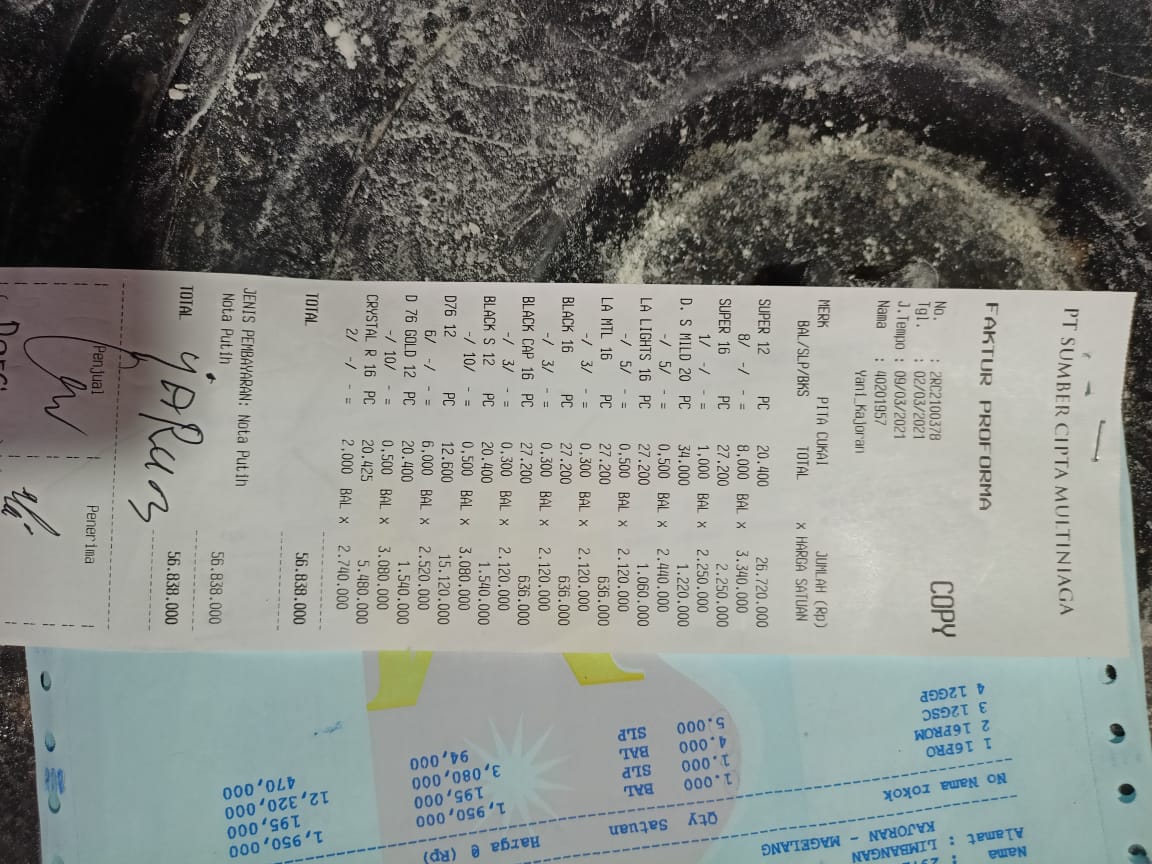 PT SUMBER CIPTA MULTINIAGA
FAKTUR PROFORMA
COPY
No. : 2RC2100378
Tgl. : 02/03/2021
J.Tempo : 09/03/2021
Nama : 40201957
Yani_Kajoran
MERK PITA CUKAI JUMLAH (Rp)
BAL/SLP/BKS TOTAL x HARGA SATUAN
SUPER 12 PC 20.400 26.720.000
8/ -/ - = 8,000 BAL x 3.340.000
SUPER 16 PC 27.200 2.250.000
1/ -/ - = 1,000 BAL x 2.250.000
D. S MILD 20 PC 34.000 1.220.000
-/ 5/ - = 0,500 BAL x 2.440.000
LA LIGHTS 16 PC 27.200 1.060.000
-/ 5/ - = 0,500 BAL x 2.120.000
LA MTL 16 PC 27.200 636.000
-/ 3/ - = 0,300 BAL x 2.120.000
BLACK 16 PC 27.200 636.000
-/ 3/ - = 0,300 BAL x 2.120.000
BLACK CAP 16 PC 27.200 636.000
-/ 3/ - = 0,300 BAL x 2.120.000
BLACK S 12 PC 20.400 1.540.000
-/ 10/ - = 0,500 BAL x 3.080.000
D76 12 PC 12.600 15.120.000
6/ -/ - = 6,000 BAL x 2.520.000
D 76 GOLD 12 PC 20.400 1.540.000
-/ 10/ - = 0,500 BAL x 3.080.000
CRYSTAL R 16 PC 20.425 5.480.000
2/ -/ - = 2,000 BAL x 2.740.000
TOTAL 56.838.000
JENIS PEMBAYARAN: Nota Putih
Nota Putih 56.838.000
TOTAL 56.838.000
jARUM
Penjual Penerima
Nama :
Alamat : LIMBANGAN
KAJORAN - MAGELANG
No Nama rokok Qty Satuan Harga @ (Rp)
1 16PRO 1.000 BAL 1,950,000 1,950,000
2 16PROM 1.000 SLP 195,000 195,000
3 12GSC 4.000 BAL 3,080,000 12,320,000
4 12GGP 5.000 SLP 94,000 470,000